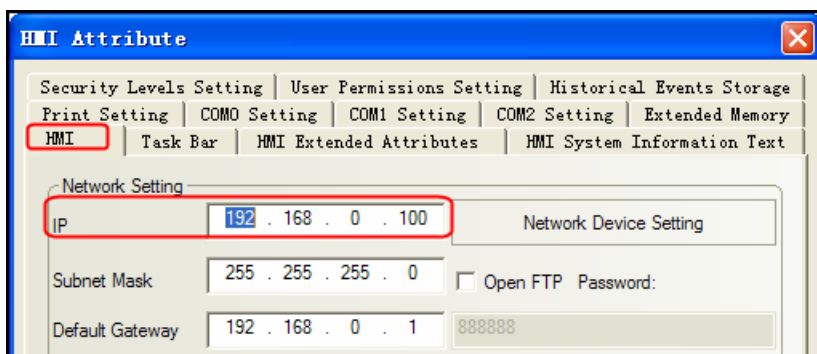 HMI Attribute
Security Levels Setting User Permissions Setting Historical Events Storage
Print Setting COM0 Setting COM1 Setting COM2 Setting Extended Memory
HMI Task Bar HMI Extended Attributes HMI System Information Text
Network Setting
IP 192 . 168 . 0 . 100 Network Device Setting
Subnet Mask 255 . 255 . 255 . 0 Open FTP Password:
Default Gateway 192 . 168 . 0 . 1 888888